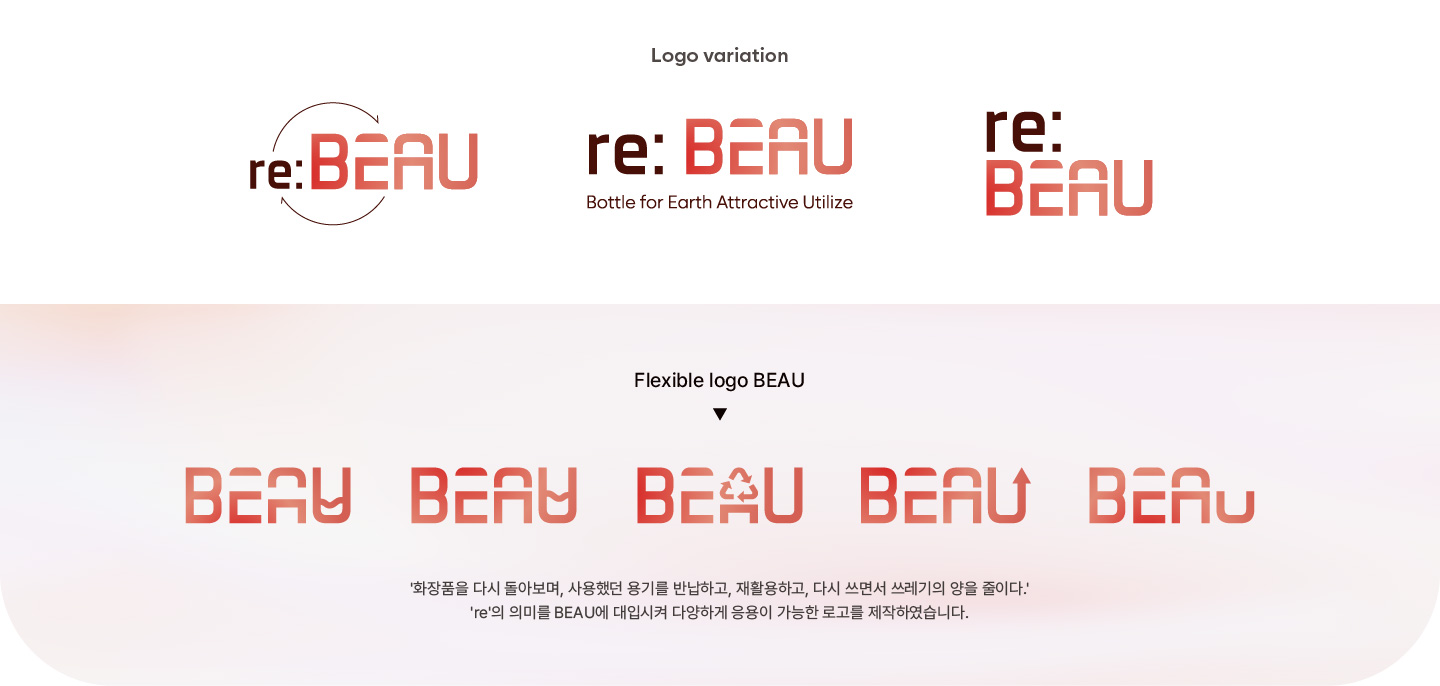 Logo variation
re: BEAU
re: BEAU
Bottle for Earth Attractive Utilize
re:
BEAU
Flexible logo BEAU
BEAU BEAU BEAU BEAU BEAU
'화장품을 다시 돌아보며, 사용했던 용기를 반납하고, 재활용하고, 다시 쓰면서 쓰레기의 양을 줄이다.'
're'의 의미를 BEAU에 대입시켜 다양하게 응용이 가능한 로고를 제작하였습니다.